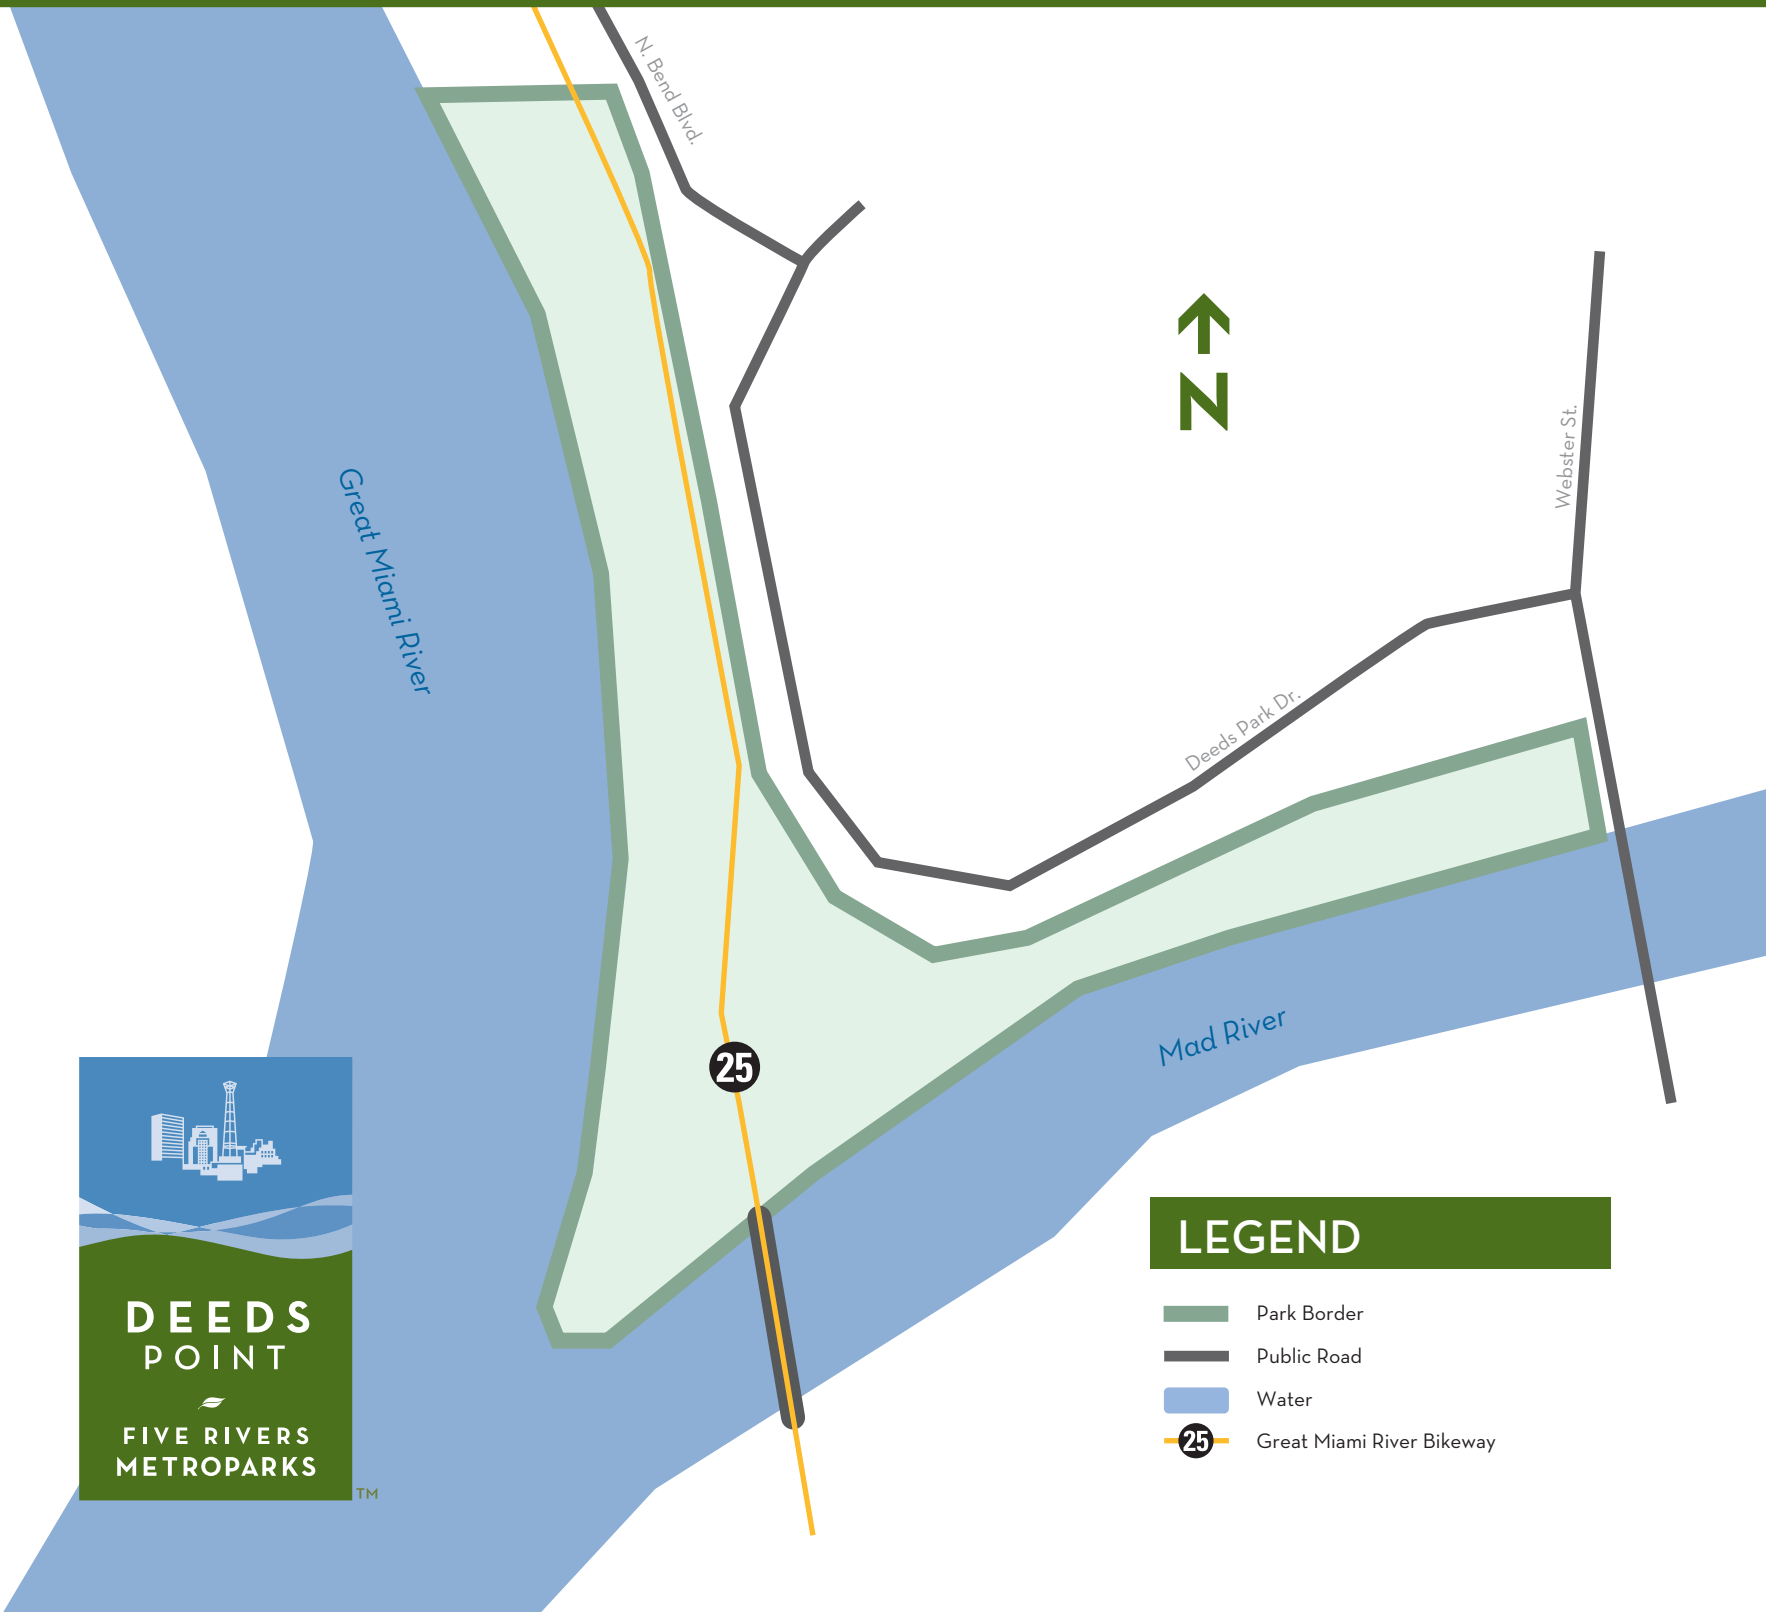 N. Bend Blvd.
Great Miami River
N
Webster St.
Deeds Park Dr.
Mad River
25
DEEDS
POINT
FIVE RIVERS
METROPARKS
TM
LEGEND
Park Border
Public Road
Water
25 Great Miami River Bikeway